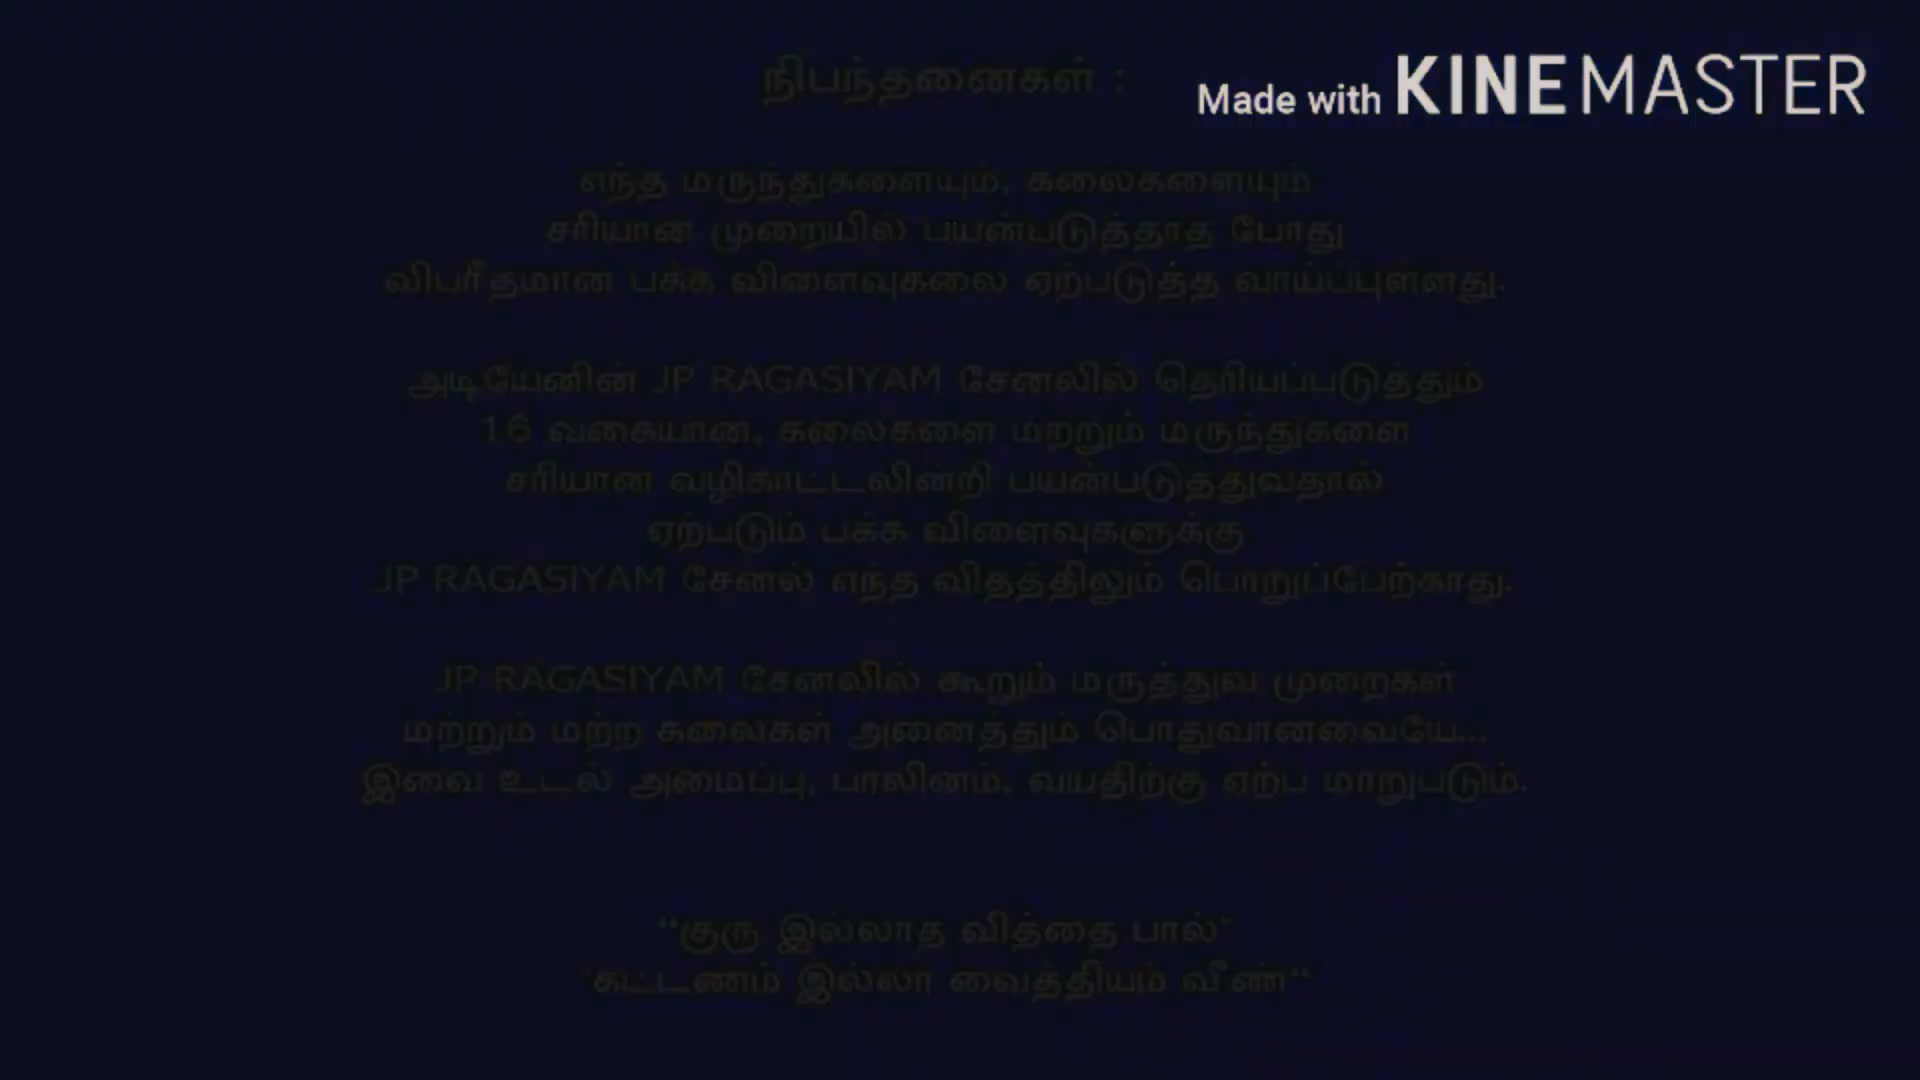 நிபந்தனைகள் :
Made with KINEMASTER
எந்த மருந்துகளையும், கலைகளையும்
சரியான முறையில் பயன்படுத்தாத போது
விபரீதமான பக்க விளைவுகலை ஏற்படுத்த வாய்ப்புள்ளது.
அடியேனின் JP RAGASIYAM சேனலில் தெரியப்படுத்தும்
16 வகையான, கலைகளை மற்றும் மருந்துகளை
சரியான வழிகாட்டலின்றி பயன்படுத்துவதால்
ஏற்படும் பக்க விளைவுகளுக்கு
JP RAGASIYAM சேனல் எந்த விதத்திலும் பொறுப்பேற்காது.
JP RAGASIYAM சேனலில் கூறும் மருத்துவ முறைகள்
மற்றும் மற்ற கலைகள் அனைத்தும் பொதுவானவையே...
இவை உடல் அமைப்பு, பாலினம், வயதிற்கு ஏற்ப மாறுபடும்.
"குரு இல்லாத வித்தை பால்"
"கட்டணம் இல்லா வைத்தியம் வீண்"